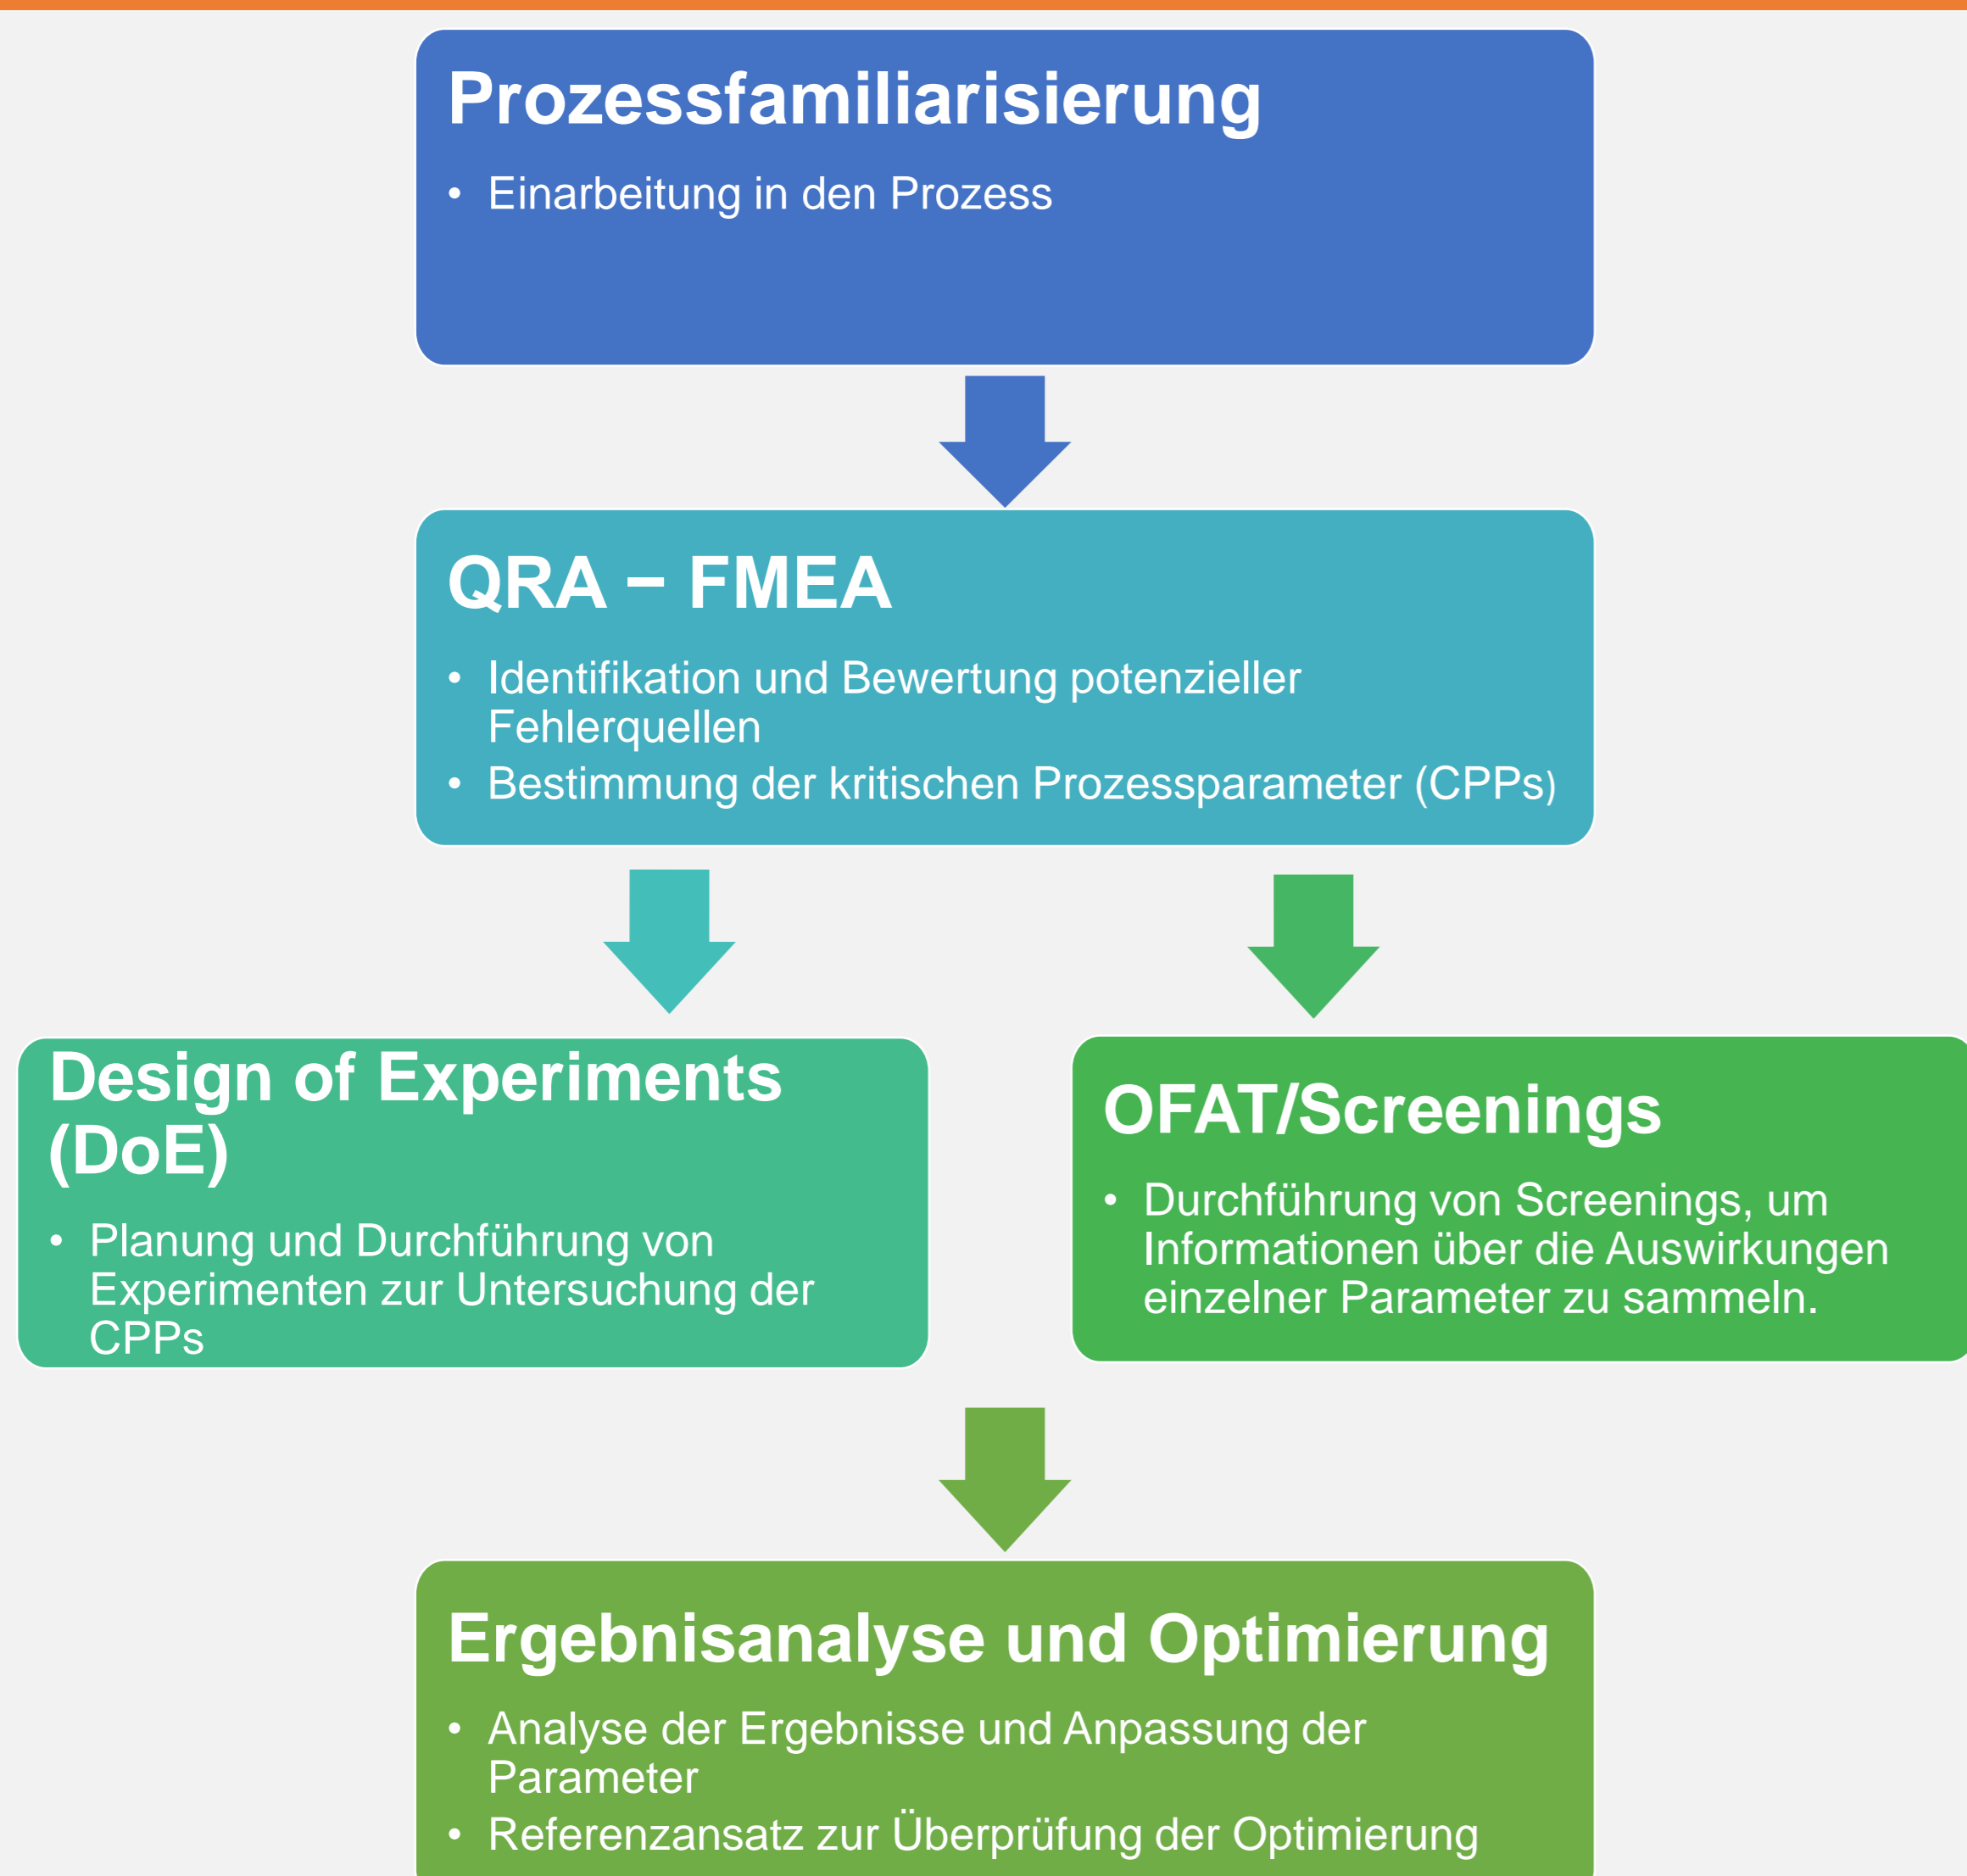 Prozessfamiliarisierung
• Einarbeitung in den Prozess
QRA – FMEA
• Identifikation und Bewertung potenzieller
Fehlerquellen
• Bestimmung der kritischen Prozessparameter (CPPs)
Design of Experiments
(DoE)
• Planung und Durchführung von
Experimenten zur Untersuchung der
CPPs
OFAT/Screenings
• Durchführung von Screenings, um
Informationen über die Auswirkungen
einzelner Parameter zu sammeln.
Ergebnisanalyse und Optimierung
• Analyse der Ergebnisse und Anpassung der
Parameter
• Referenzansatz zur Überprüfung der Optimierung